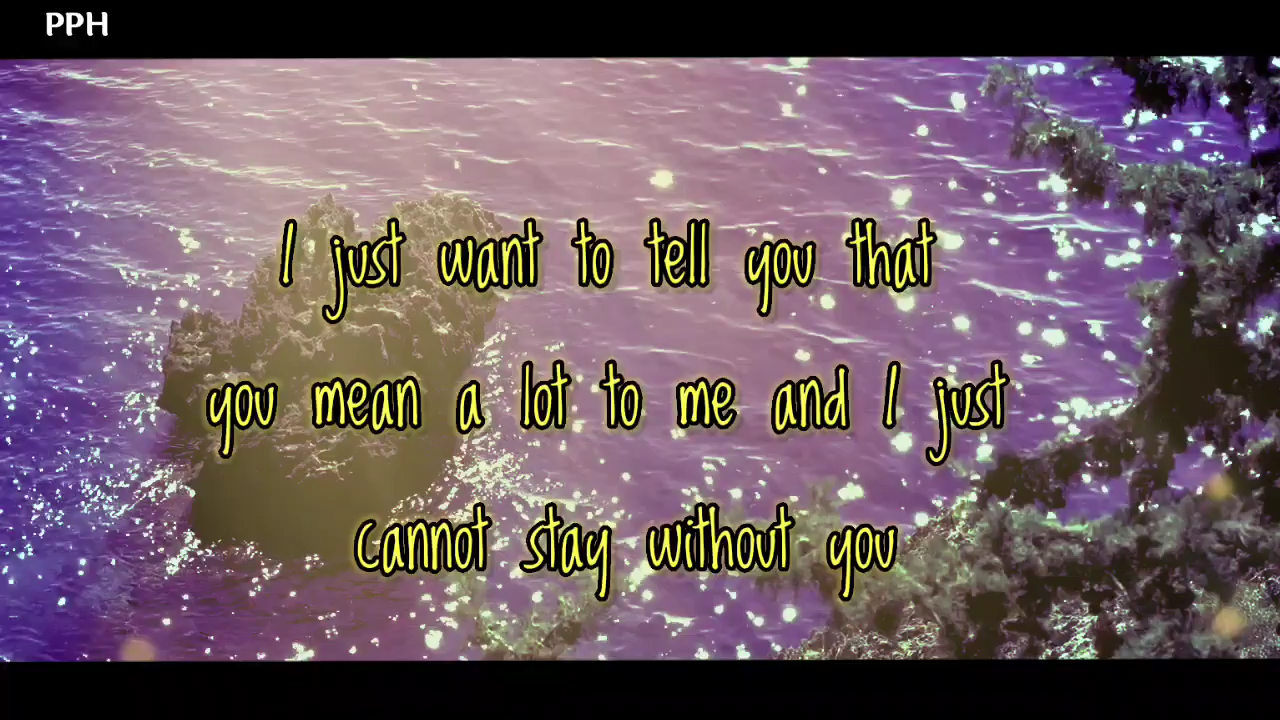 PPH
I just want to tell you that
you mean a lot to me and I just
cannot stay without you